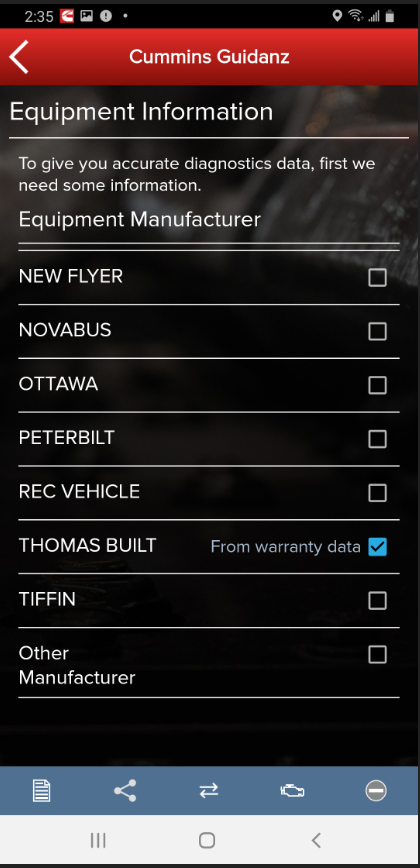 2:35
Cummins Guidanz
Equipment Information
To give you accurate diagnostics data, first we
need some information.
Equipment Manufacturer
NEW FLYER
NOVABUS
OTTAWA
PETERBILT
REC VEHICLE
THOMAS BUILT From warranty data
TIFFIN
Other
Manufacturer